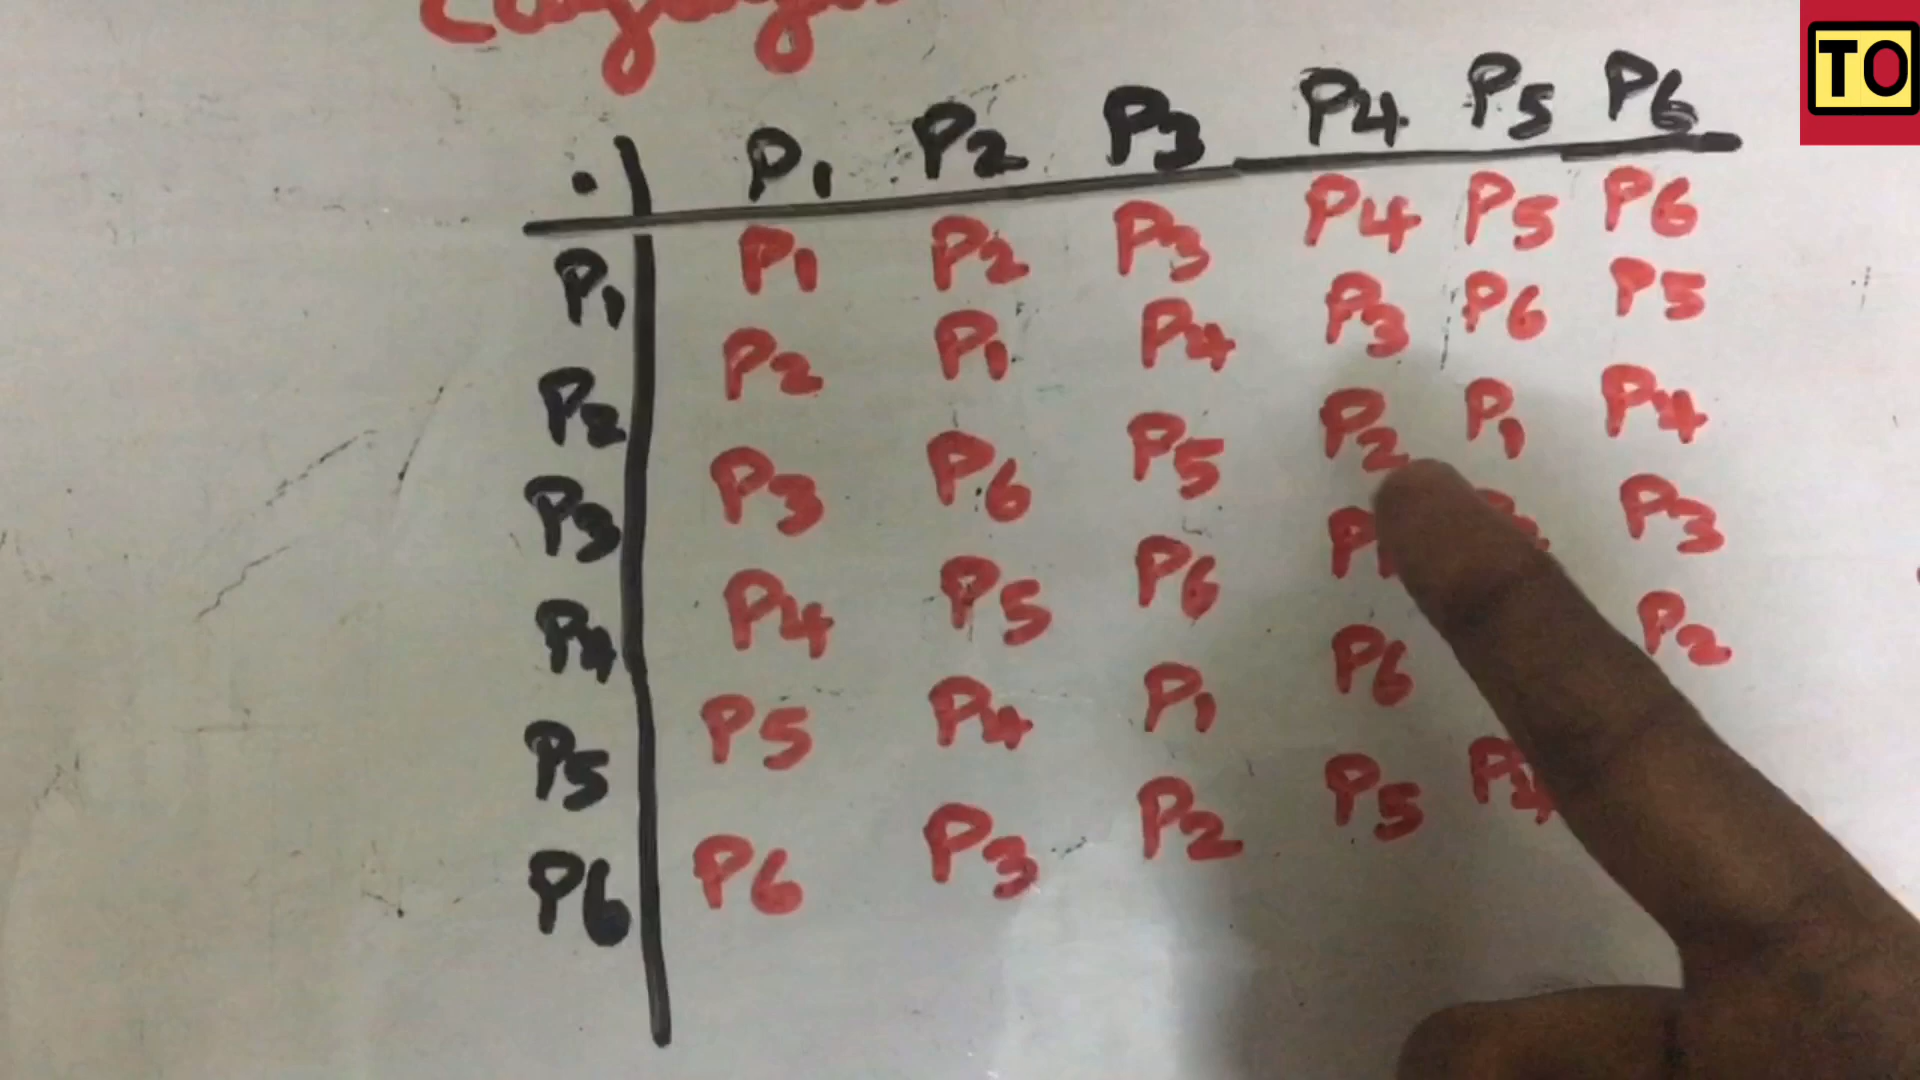 TO
. P1 P2 P3 P4 P5 P6
P1 P1 P2 P3 P4 P5 P6
P2 P2 P1 P4 P3 P6 P5
P3 P3 P6 P5 P2 P1 P4
P4 P4 P5 P6 P1 P3
P5 P5 P4 P1 P6 P2
P6 P6 P3 P2 P5 P4